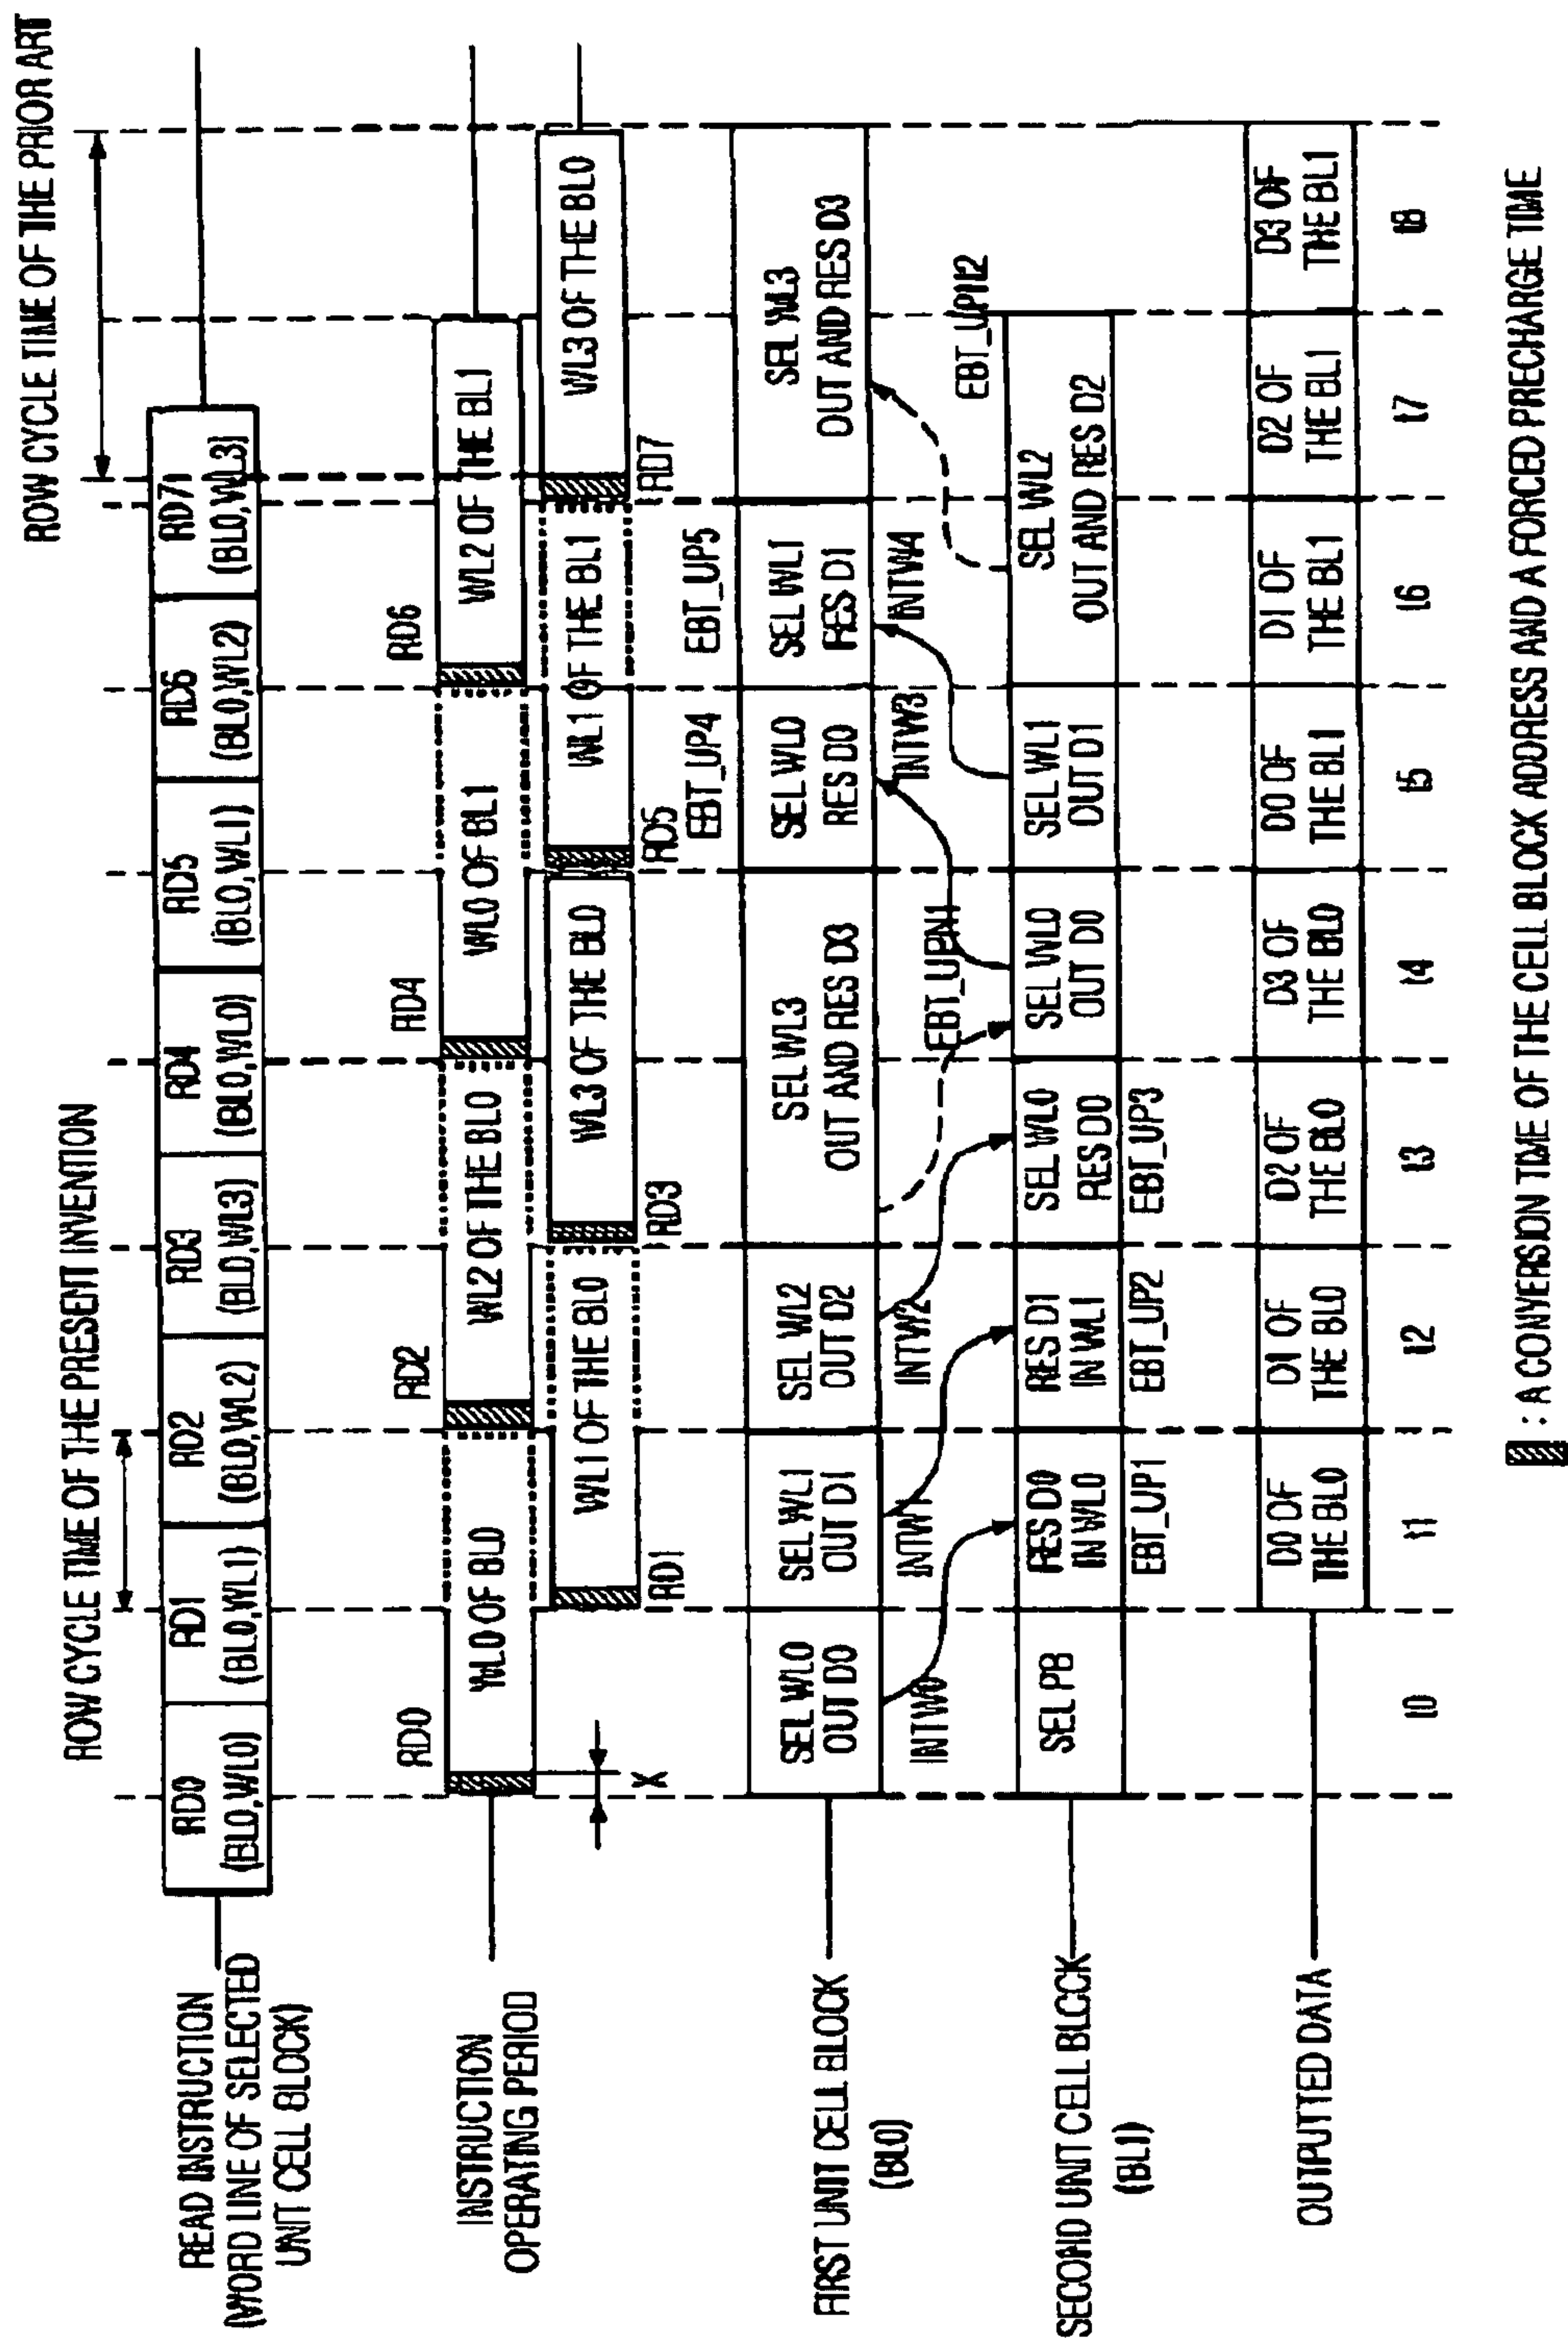 ROW CYCLE TIME OF THE PRESENT INVENTION
ROW CYCLE TIME OF THE PRIOR ART
READ INSTRUCTION
(WORD LINE OF SELECTED
UNIT CELL BLOCK)
RD0
(BL0,WL0)
RD1
(BL0,WL1)
RD2
(BL0,WL2)
RD3
(BL0,WL3)
RD4
(BL0,WL0)
RD5
(BL0,WL1)
RD6
(BL0,WL2)
RD7
(BL0,WL3)
INSTRUCTION
OPERATING PERIOD
RD0
WL0 OF BL0
RD2
WL2 OF THE BL0
RD4
WL0 OF BL1
RD6
WL2 OF THE BL1
X
RD1
WL1 OF THE BL0
RD3
WL3 OF THE BL0
RD5
WL1 OF THE BL1
RD7
WL3 OF THE BL0
EBT_UP4
EBT_UP5
FIRST UNIT CELL BLOCK
(BL0)
SEL WL0
OUT D0
SEL WL1
OUT D1
SEL WL2
OUT D2
SEL WL3
OUT AND RES D3
SEL WL0
RES D0
SEL WL1
RES D1
SEL WL3
OUT AND RES D3
INTW0
INTW1
INTW2
EBT_UPN1
INTW3
INTW4
EBT_UPN2
SECOND UNIT CELL BLOCK
(BL1)
SEL PB
RES D0
IN WL0
RES D1
IN WL1
SEL WL0
RES D0
SEL WL0
OUT D0
SEL WL1
OUT D1
SEL WL2
OUT AND RES D2
EBT_UP1
EBT_UP2
EBT_UP3
OUTPUTTED DATA
D0 OF
THE BL0
D1 OF
THE BL0
D2 OF
THE BL0
D3 OF
THE BL0
D0 OF
THE BL1
D1 OF
THE BL1
D2 OF
THE BL1
D3 OF
THE BL1
t0
t1
t2
t3
t4
t5
t6
t7
t8
: A CONVERSION TIME OF THE CELL BLOCK ADDRESS AND A FORCED PRECHARGE TIME